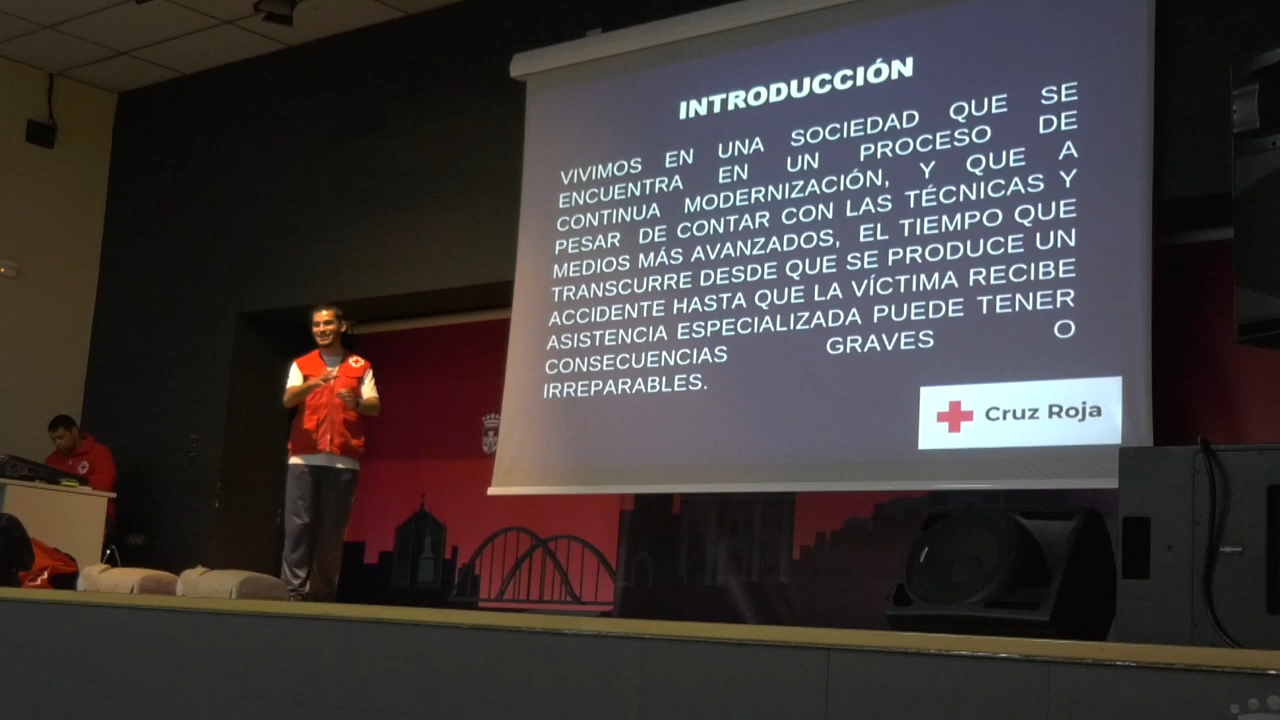 INTRODUCCIÓN
VIVIMOS EN UNA SOCIEDAD QUE SE
ENCUENTRA EN UN PROCESO DE
CONTINUA MODERNIZACIÓN, Y QUE A
PESAR DE CONTAR CON LAS TÉCNICAS Y
MEDIOS MÁS AVANZADOS, EL TIEMPO QUE
TRANSCURRE DESDE QUE SE PRODUCE UN
ACCIDENTE HASTA QUE LA VÍCTIMA RECIBE
ASISTENCIA ESPECIALIZADA PUEDE TENER
CONSECUENCIAS GRAVES O
IRREPARABLES.
Cruz Roja